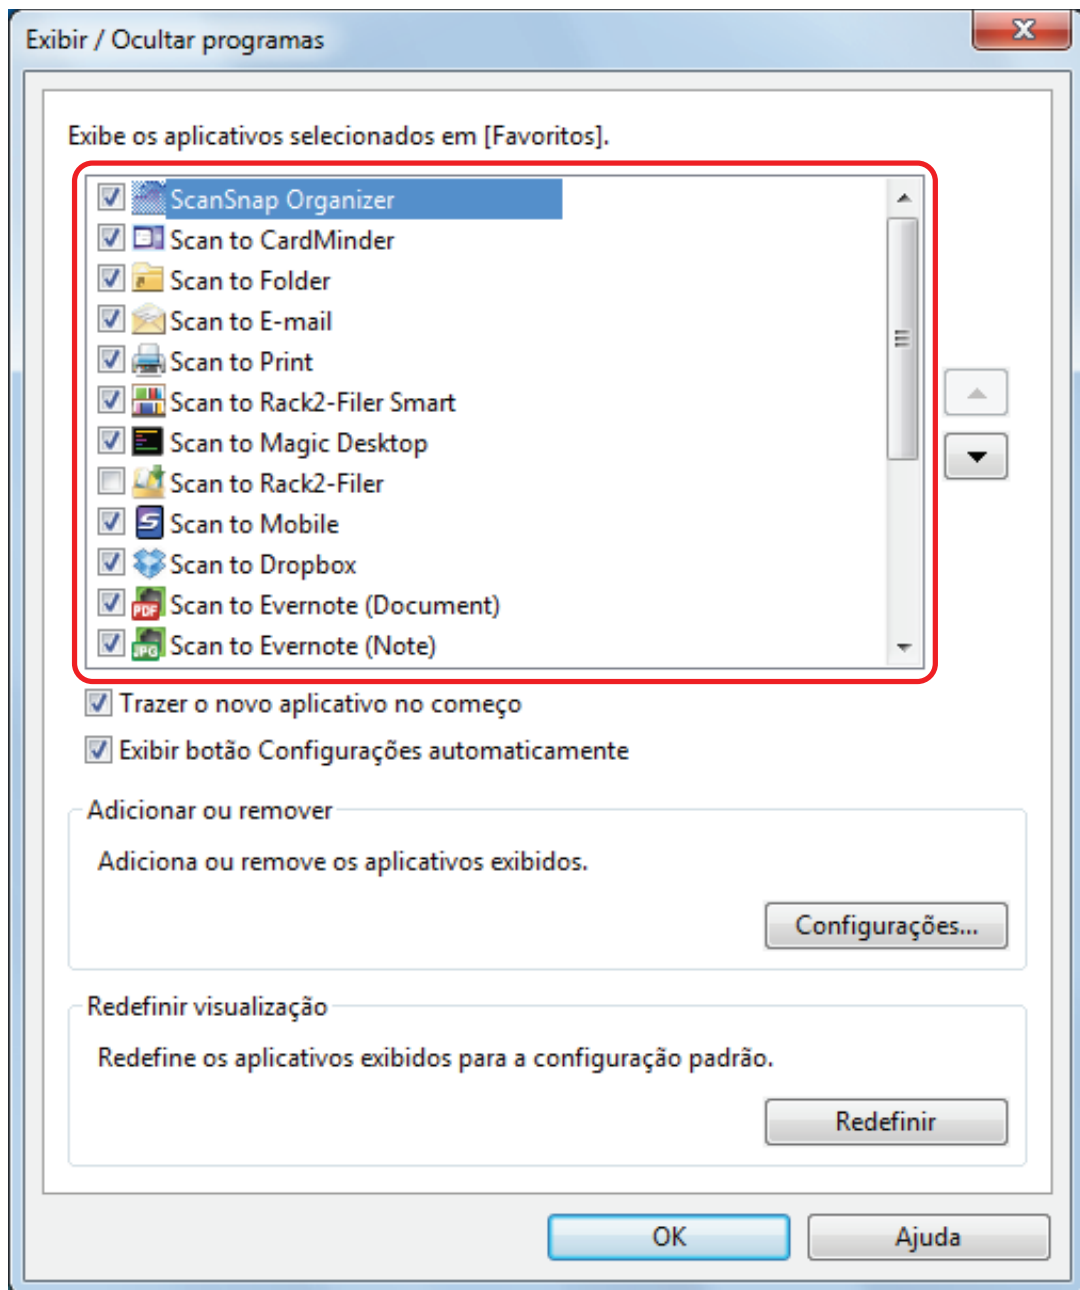 Exibir / Ocultar programas
Exibe os aplicativos selecionados em [Favoritos].
ScanSnap Organizer
Scan to CardMinder
Scan to Folder
Scan to E-mail
Scan to Print
Scan to Rack2-Filer Smart
Scan to Magic Desktop
Scan to Rack2-Filer
Scan to Mobile
Scan to Dropbox
PDF Scan to Evernote (Document)
JPG Scan to Evernote (Note)
Trazer o novo aplicativo no começo
Exibir botão Configurações automaticamente
Adicionar ou remover
Adiciona ou remove os aplicativos exibidos.
Configurações...
Redefinir visualização
Redefine os aplicativos exibidos para a configuração padrão.
Redefinir
OK Ajuda